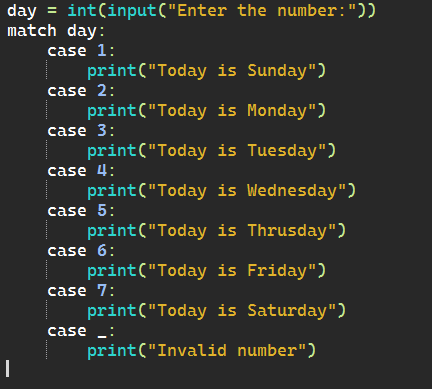 day = int(input("Enter the number:"))
match day:
    case 1:
        print("Today is Sunday")
    case 2:
        print("Today is Monday")
    case 3:
        print("Today is Tuesday")
    case 4:
        print("Today is Wednesday")
    case 5:
        print("Today is Thrusday")
    case 6:
        print("Today is Friday")
    case 7:
        print("Today is Saturday")
    case _:
        print("Invalid number")